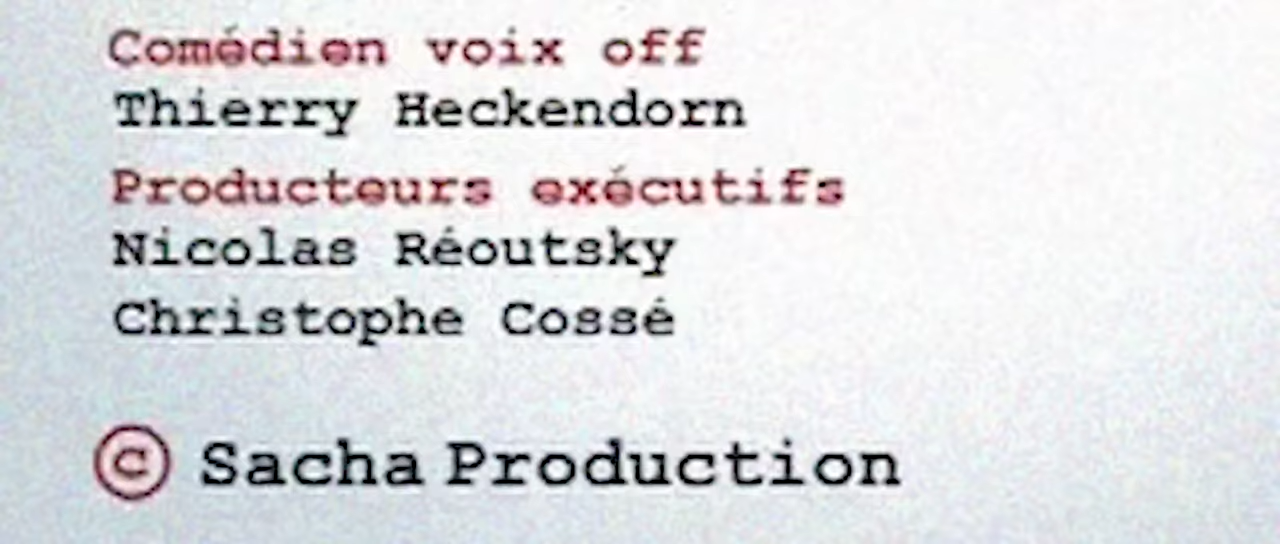 Comédien voix off
Thierry Heckendorn
Producteurs exécutifs
Nicolas Réoutsky
Christophe Cossé
© Sacha Production